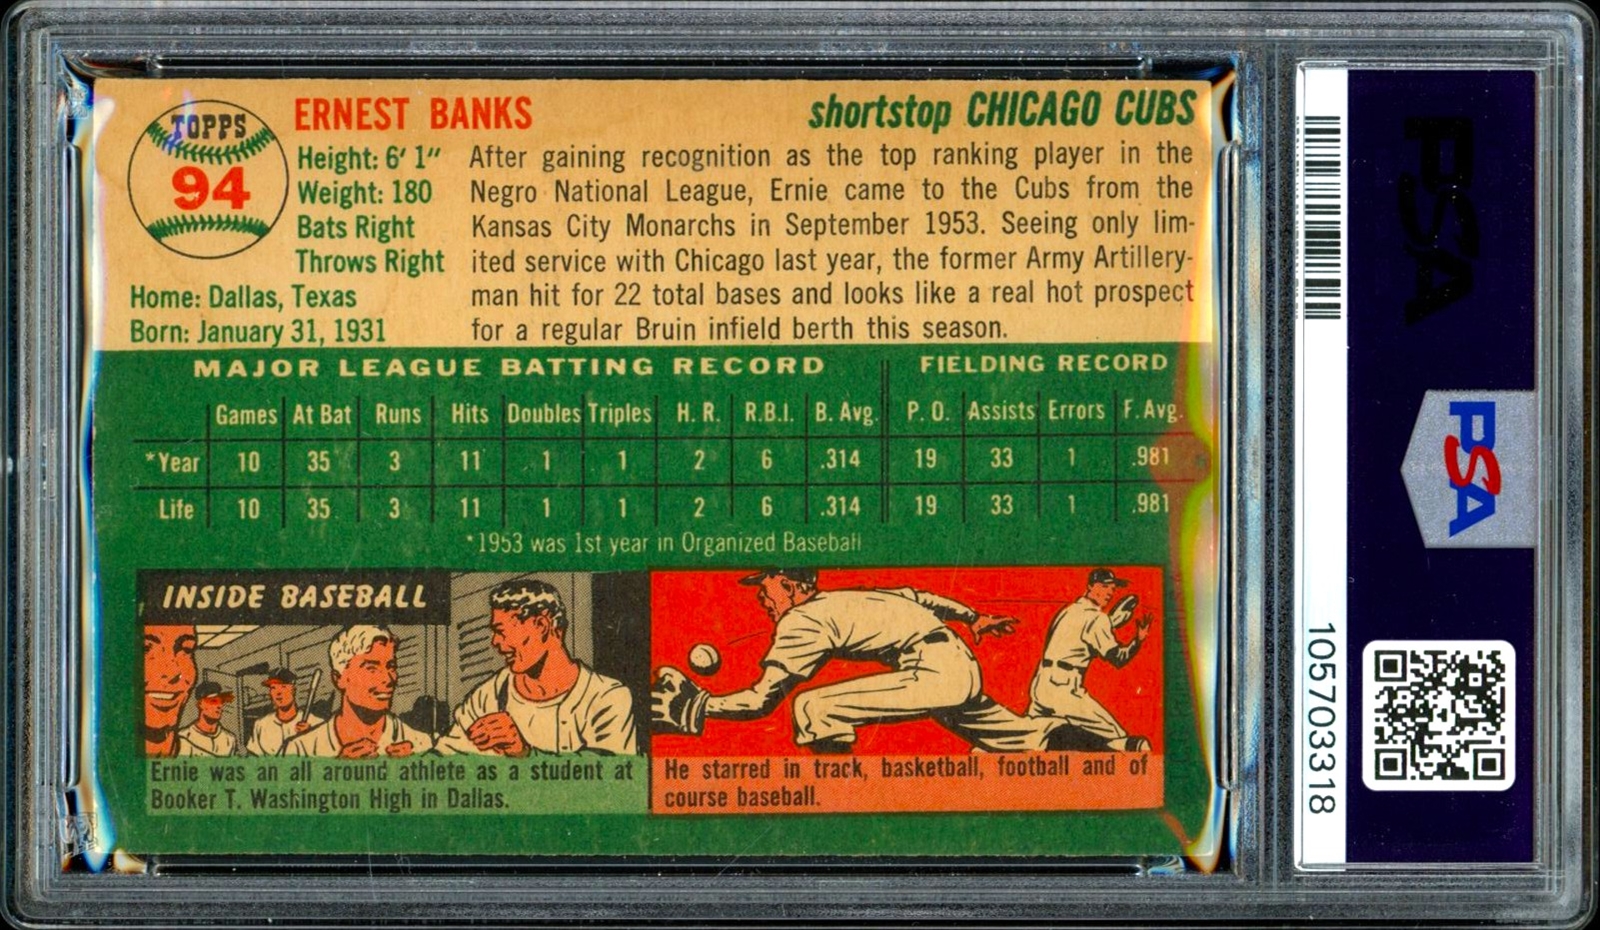 TOPPS
94
ERNEST BANKS
shortstop CHICAGO CUBS
Height: 6' 1"
Weight: 180
Bats Right
Throws Right
Home: Dallas, Texas
Born: January 31, 1931
After gaining recognition as the top ranking player in the
Negro National League, Ernie came to the Cubs from the
Kansas City Monarchs in September 1953. Seeing only lim-
ited service with Chicago last year, the former Army Artillery-
man hit for 22 total bases and looks like a real hot prospect
for a regular Bruin infield berth this season.
MAJOR LEAGUE BATTING RECORD FIELDING RECORD
Games At Bat Runs Hits Doubles Triples H. R. R.B.I. B. Avg. P. O. Assists Errors F. Avg.
*Year 10 35 3 11 1 1 2 6 .314 19 33 1 .981
Life 10 35 3 11 1 1 2 6 .314 19 33 1 .981
*1953 was 1st year in Organized Baseball
INSIDE BASEBALL
Ernie was an all around athlete as a student at
Booker T. Washington High in Dallas.
He starred in track, basketball, football and of
course baseball.
PSA
PSA
105703318